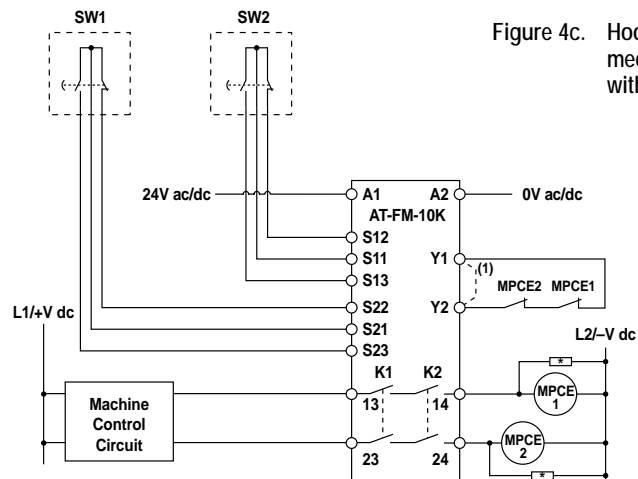 SW1
SW2
Figure 4c. Hoo
med
with
24V ac/dc
A1
A2
0V ac/dc
AT-FM-10K
S12
S11
S13
S22
S21
S23
Y1
(1)
Y2
MPCE2
MPCE1
L1/+V dc
L2/–V dc
K1
K2
13
14
23
24
Machine
Control
Circuit
*
MPCE
1
MPCE
2
*